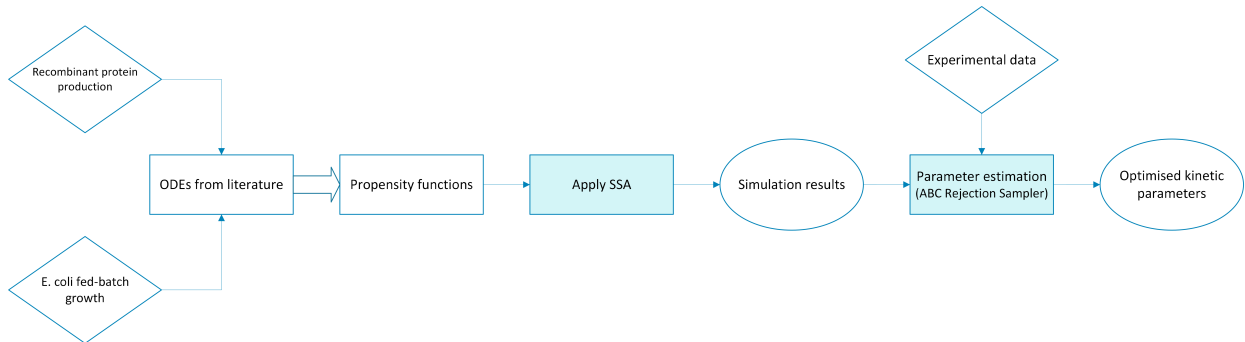 Recombinant protein
production
E. coli fed-batch
growth
ODEs from literature
Propensity functions
Apply SSA
Simulation results
Experimental data
Parameter estimation
(ABC Rejection Sampler)
Optimised kinetic
parameters